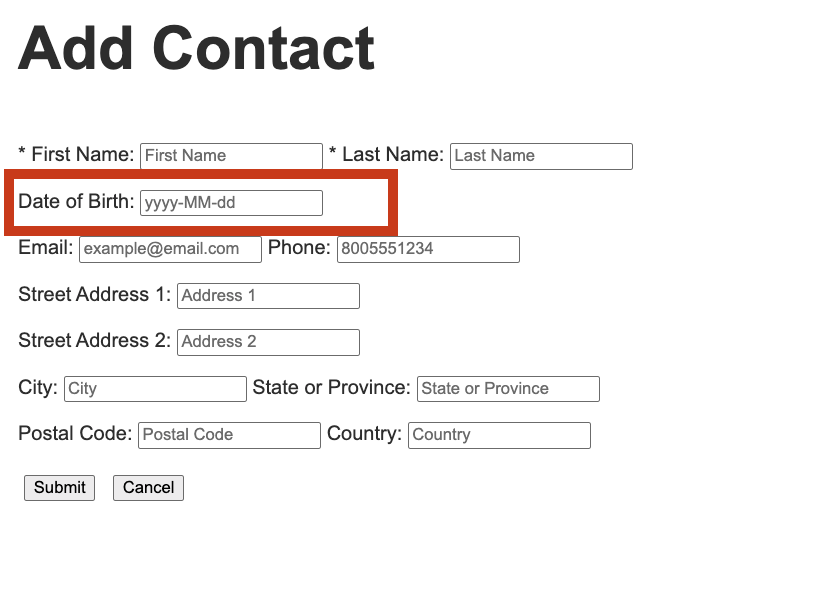 Add Contact
* First Name: First Name * Last Name: Last Name
Date of Birth: yyyy-MM-dd
Email: example@email.com Phone: 8005551234
Street Address 1: Address 1
Street Address 2: Address 2
City: City State or Province: State or Province
Postal Code: Postal Code Country: Country
Submit Cancel